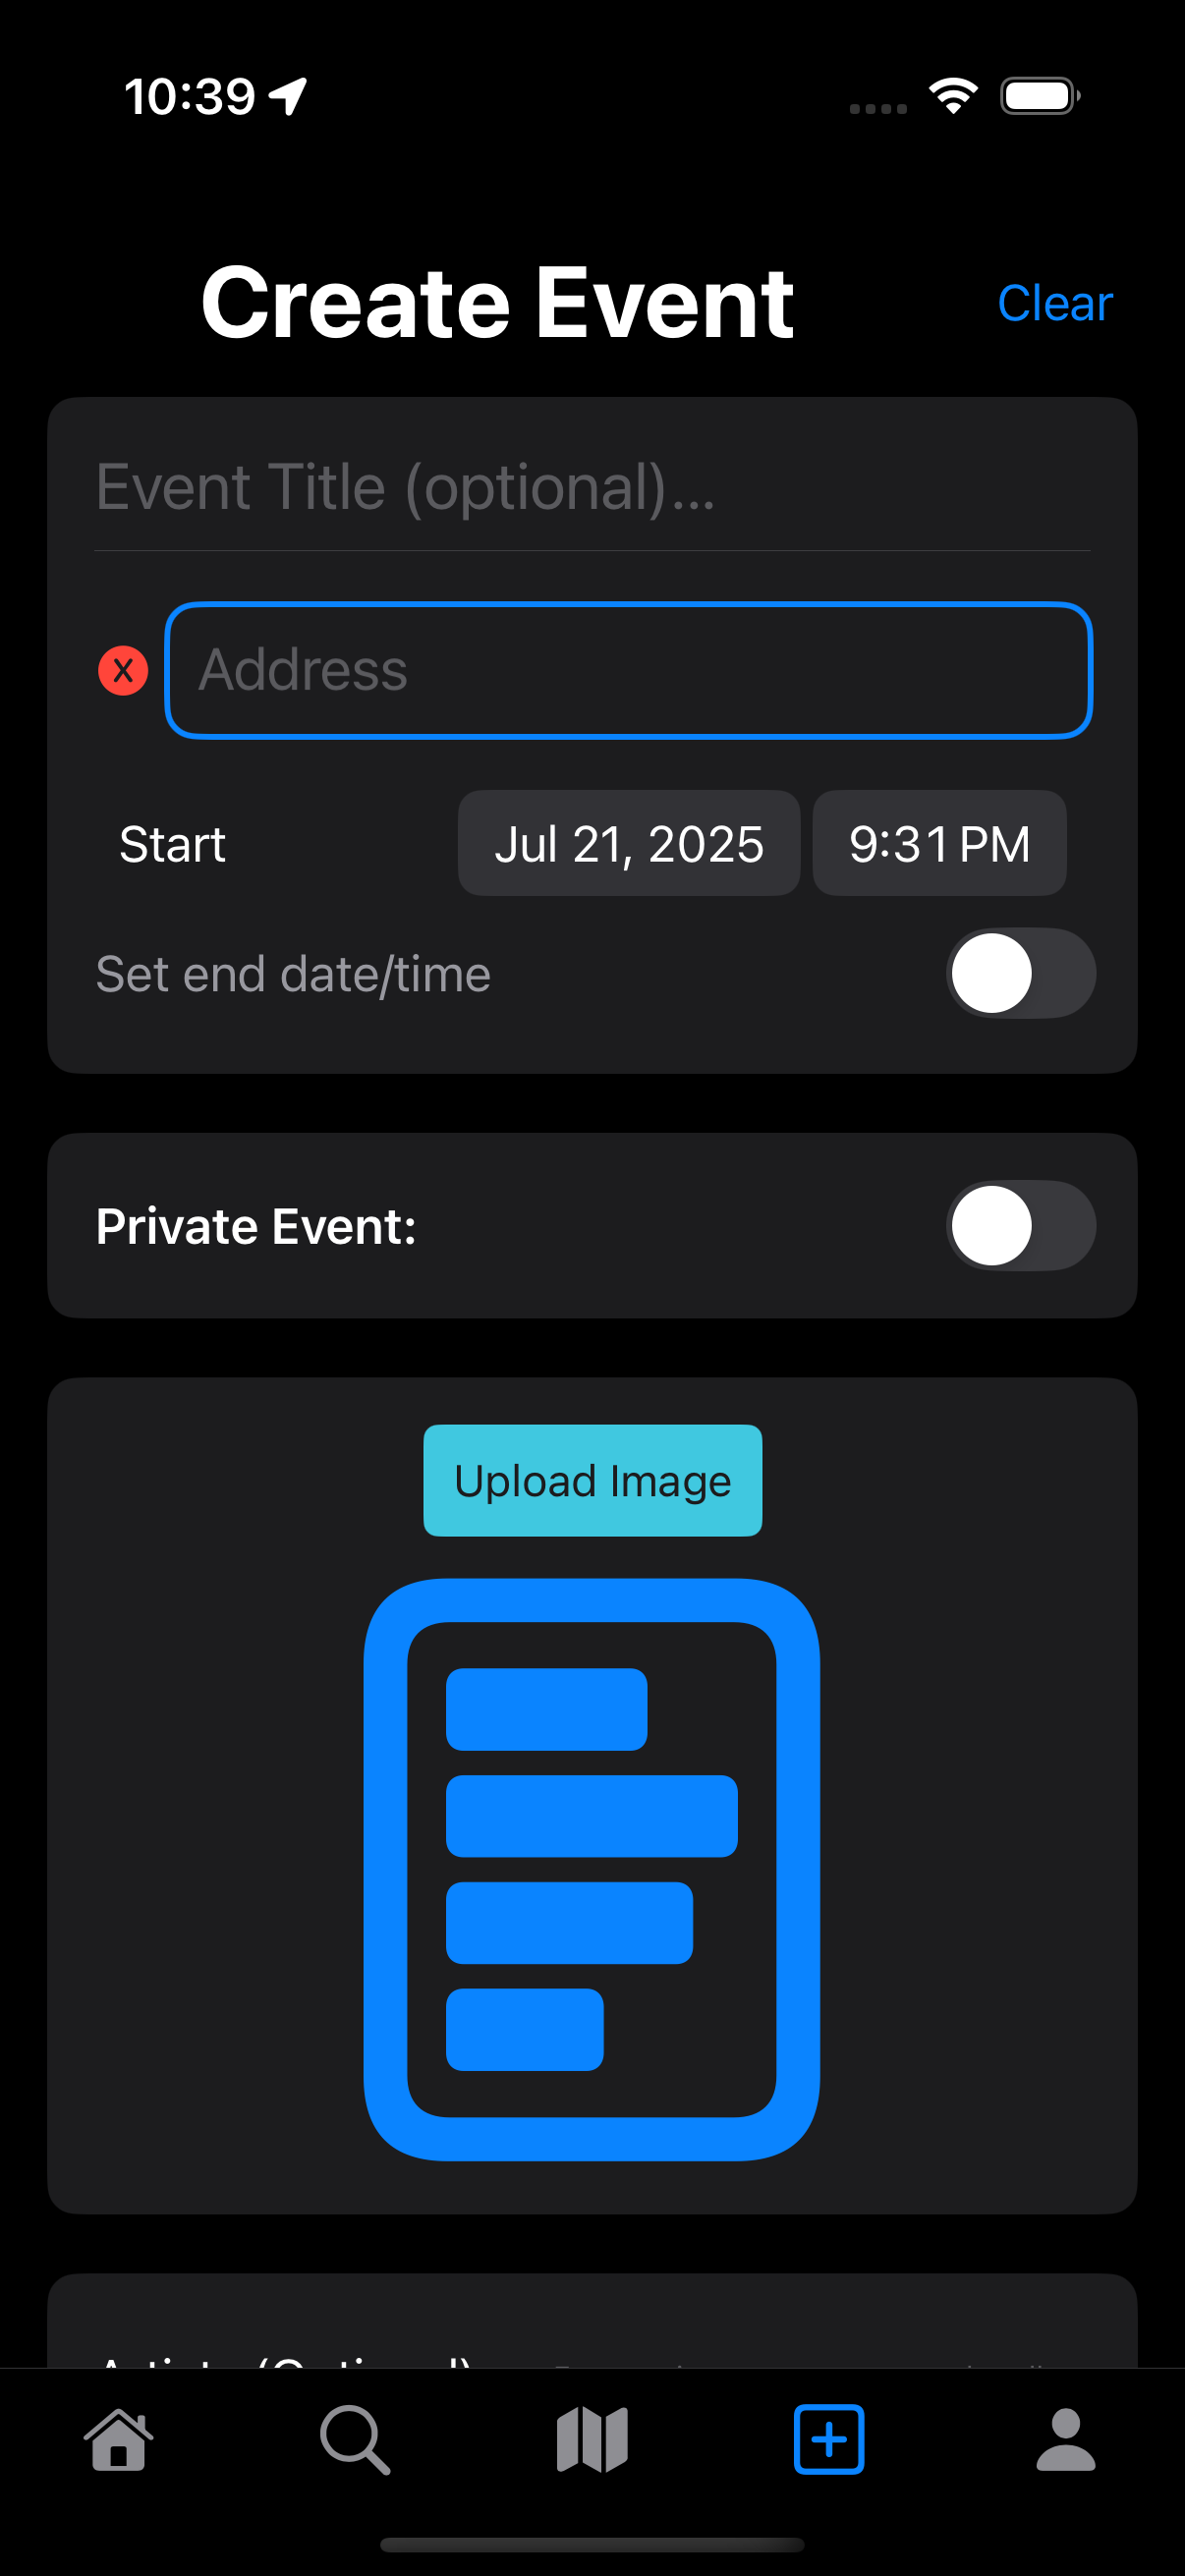 10:39
Create Event
Clear
Event Title (optional)...
Address
Start
Jul 21, 2025
9:31 PM
Set end date/time
Private Event:
Upload Image